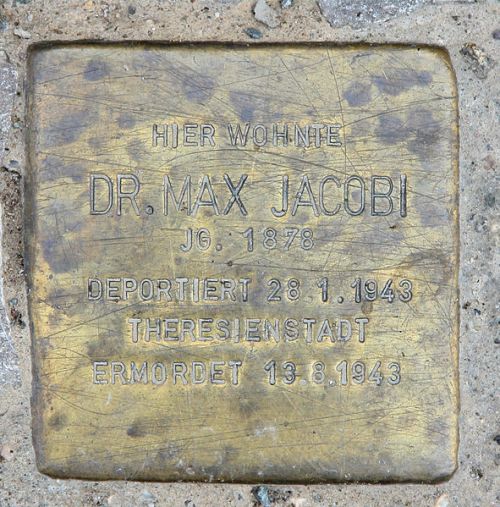 HIER WOHNTE
DR. MAX JACOBI
JG. 1878
DEPORTIERT 28.1.1943
THERESIENSTADT
ERMORDET 13.8.1943